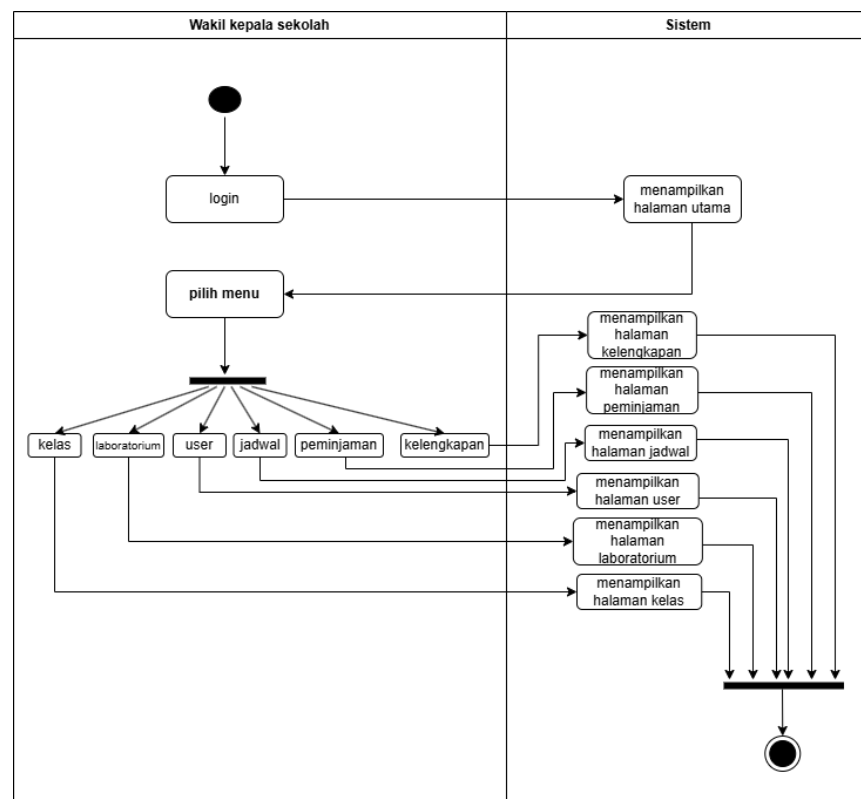 Wakil kepala sekolah
Sistem
login
menampilkan
halaman utama
pilih menu
menampilkan
halaman
kelengkapan
menampilkan
halaman
peminjaman
kelas
laboratorium
user
jadwal
peminjaman
kelengkapan
menampilkan
halaman jadwal
menampilkan
halaman user
menampilkan
halaman
laboratorium
menampilkan
halaman kelas